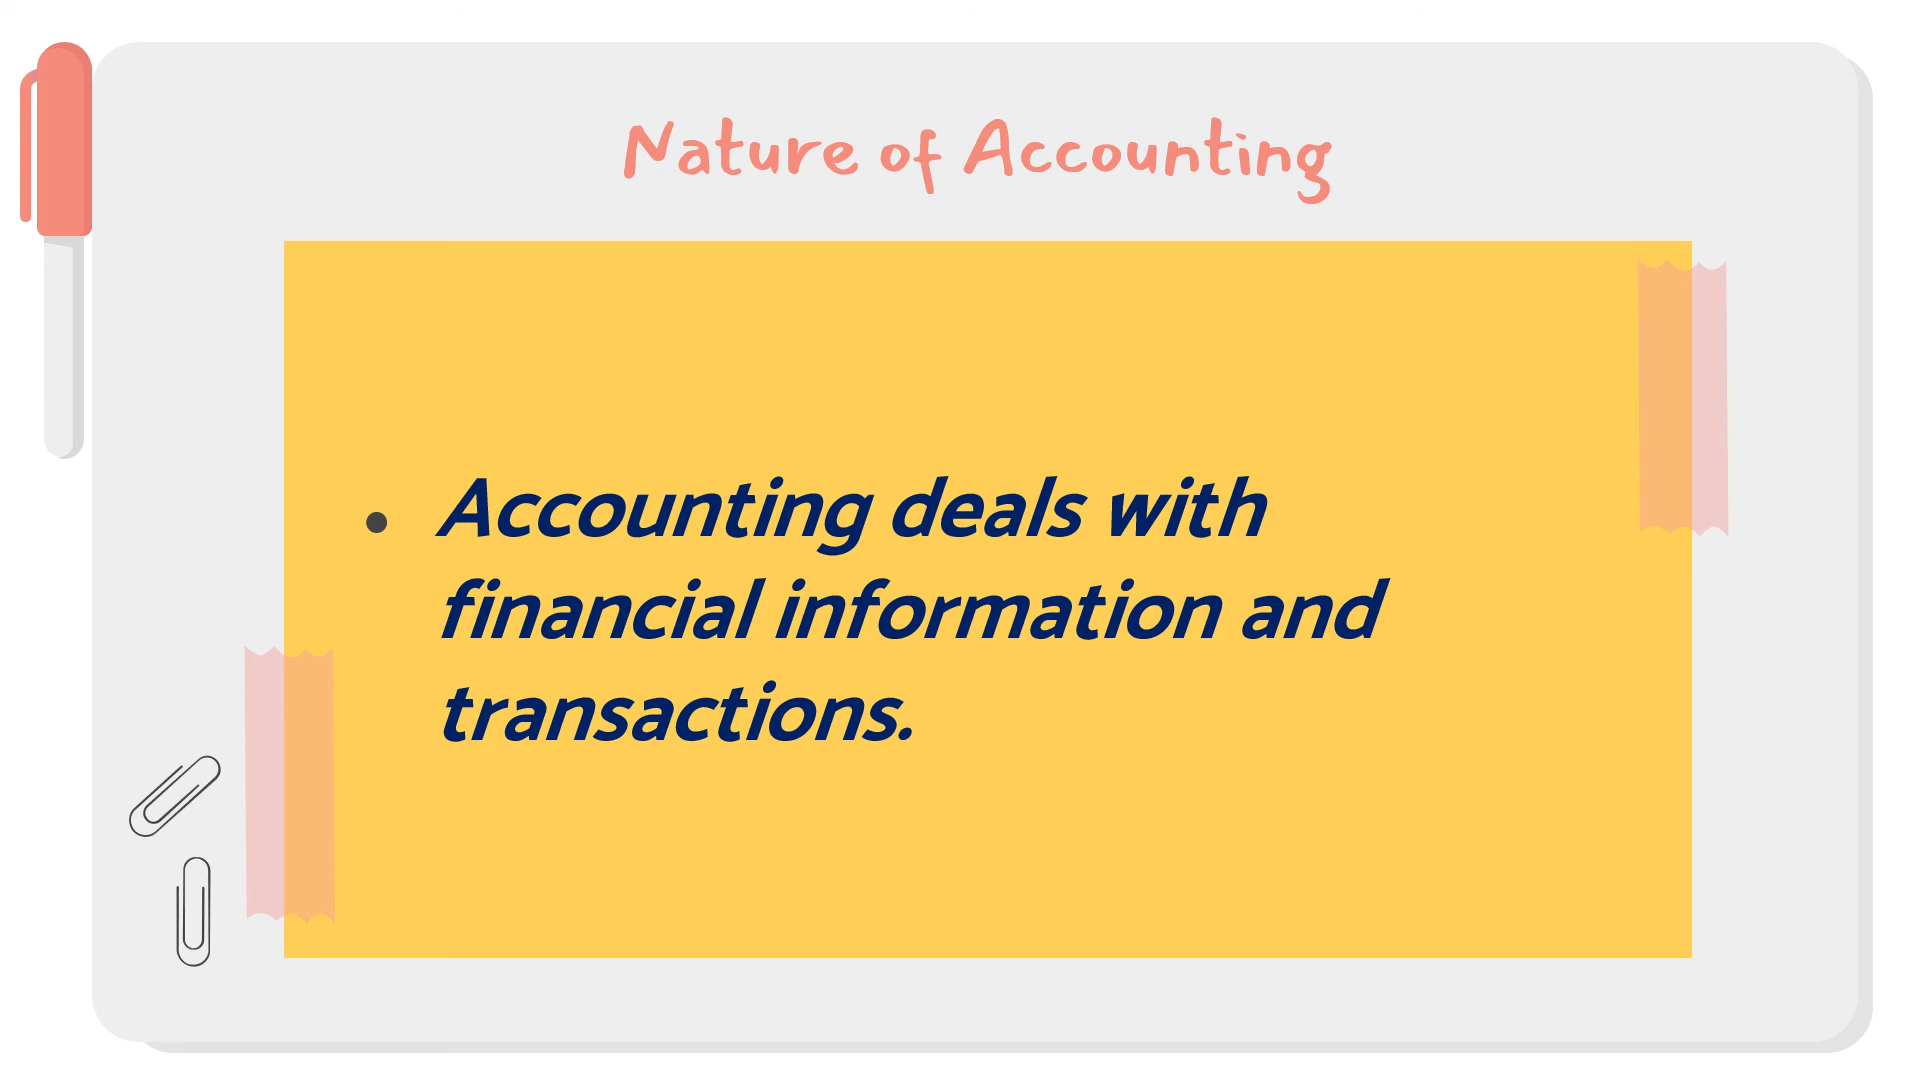 Nature of Accounting
• Accounting deals with
financial information and
transactions.